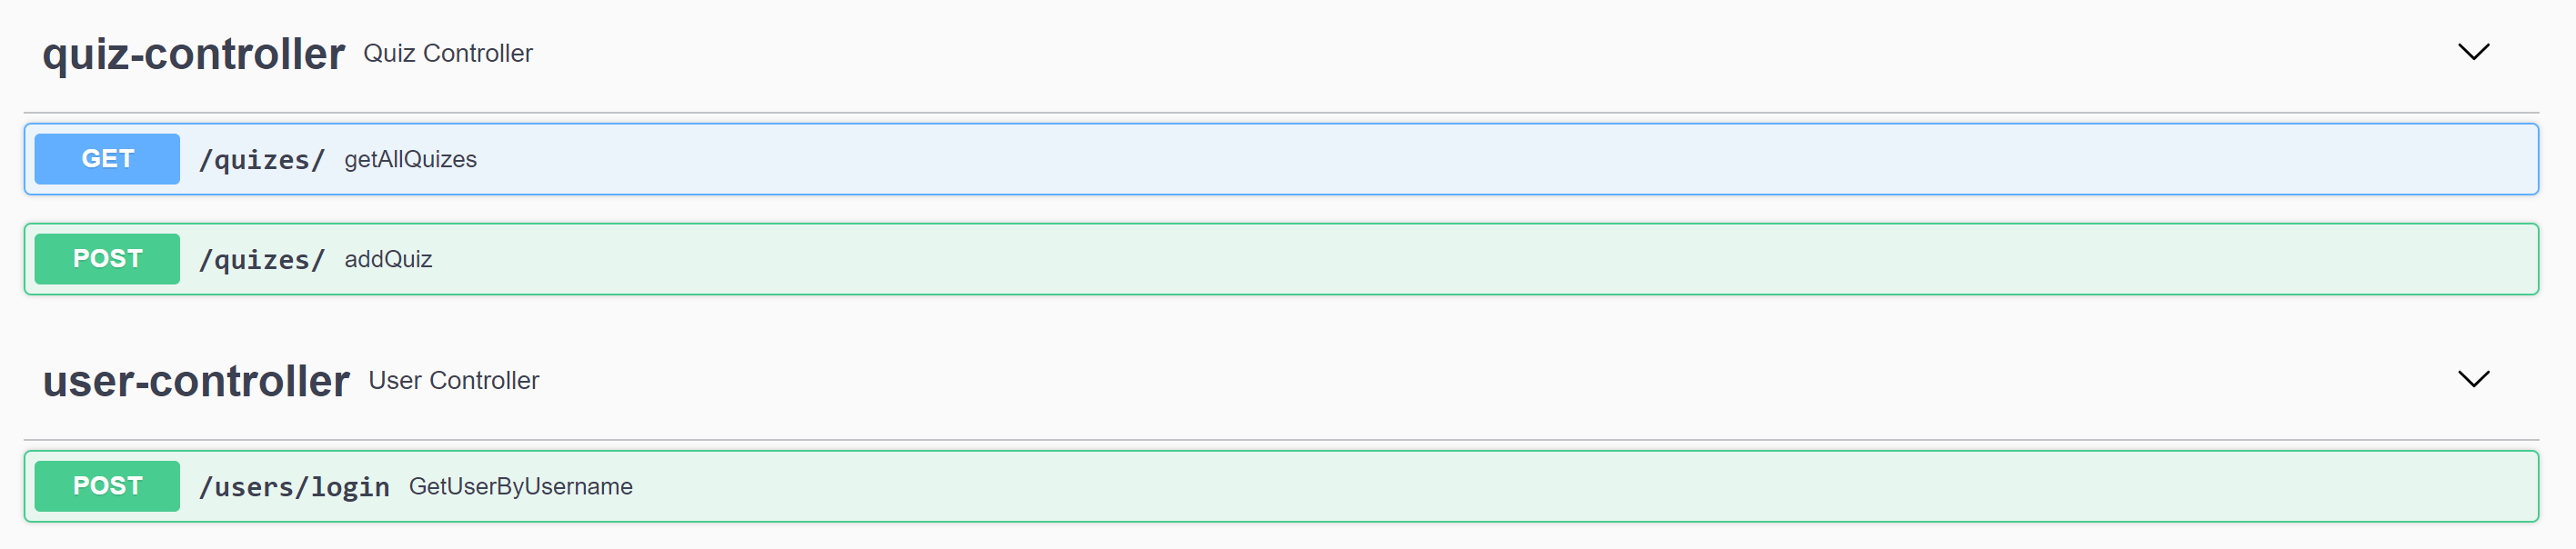 quiz-controller Quiz Controller
GET /quizes/ getAllQuizes
POST /quizes/ addQuiz
user-controller User Controller
POST /users/login GetUserByUsername